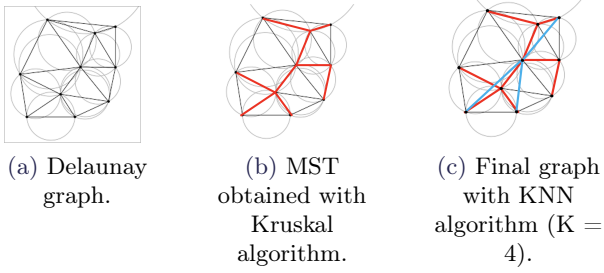 (a) Delaunay
graph.
(b) MST
obtained with
Kruskal
algorithm.
(c) Final graph
with KNN
algorithm (K =
4).